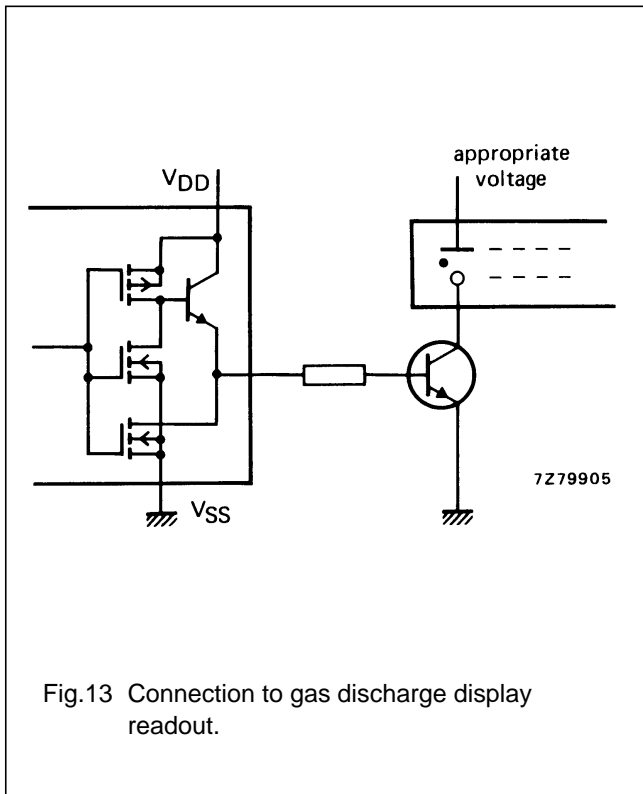 appropriate
voltage
VDD
7Z79905
VSS
Fig.13 Connection to gas discharge display
readout.